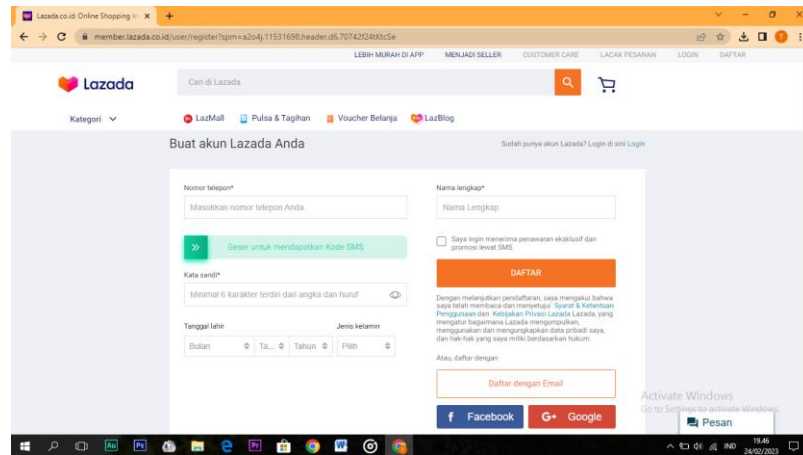 Lazada.co.id: Online Shopping In
member.lazada.co.id/user/register?spm=a2o4j.11531698.header.d6.70742f24tKtcSe
LEBIH MURAH DI APP MENJADI SELLER CUSTOMER CARE LACAK PESANAN LOGIN DAFTAR
Lazada
Cari di Lazada
Kategori
LazMall Pulsa & Tagihan Voucher Belanja LazBlog
Buat akun Lazada Anda
Sudah punya akun Lazada? Login di sini Login
Nomor telepon*
Masukkan nomor telepon Anda.
Geser untuk mendapatkan Kode SMS
Kata sandi*
Minimal 6 karakter terdiri dari angka dan huruf
Tanggal lahir Jenis kelamin
Bulan Ta... Tahun Pilih
Nama lengkap*
Nama Lengkap
Saya ingin menerima penawaran eksklusif dan
promosi lewat SMS
DAFTAR
Dengan melanjutkan pendaftaran, saya mengakui bahwa
saya telah membaca dan menyetujui Syarat & Ketentuan
Penggunaan dan Kebijakan Privasi Lazada Lazada, yang
mengatur bagaimana Lazada mengumpulkan,
menggunakan dan mengungkapkan data pribadi saya,
dan hak-hak yang saya miliki berdasarkan hukum.
Atau, daftar dengan
Daftar dengan Email
f Facebook G+ Google
Activate Windows
Go to Settings to activate Windows.
Pesan
Au Ps Pr IND 19.46
24/02/2023